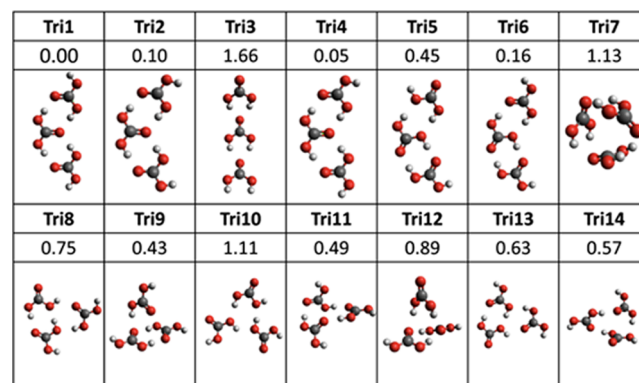 Tri1 Tri2 Tri3 Tri4 Tri5 Tri6 Tri7
0.00 0.10 1.66 0.05 0.45 0.16 1.13
Tri8 Tri9 Tri10 Tri11 Tri12 Tri13 Tri14
0.75 0.43 1.11 0.49 0.89 0.63 0.57